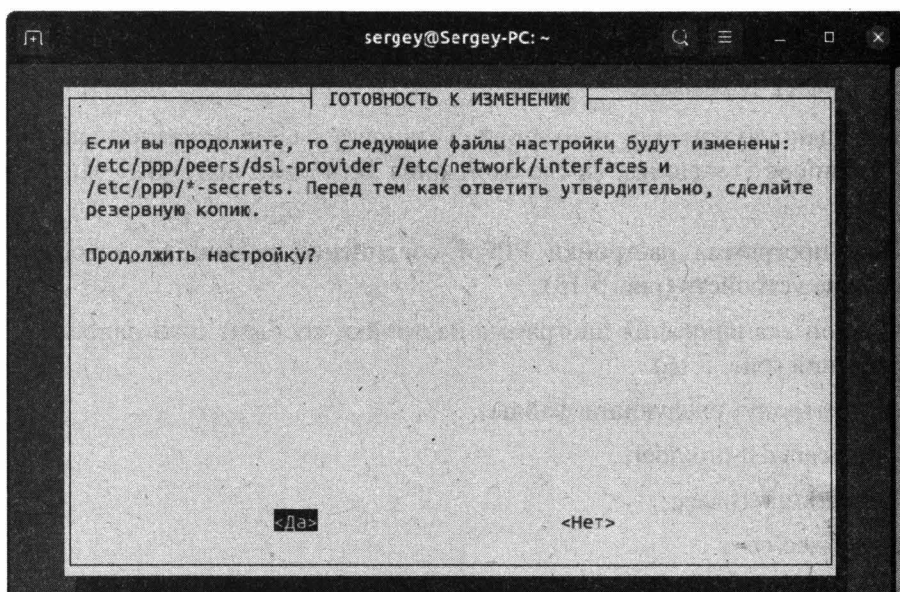 sergey@Sergey-PC: ~
ГОТОВНОСТЬ К ИЗМЕНЕНИЮ
Если вы продолжите, то следующие файлы настройки будут изменены:
/etc/ppp/peers/dsl-provider /etc/network/interfaces и
/etc/ppp/*-secrets. Перед тем как ответить утвердительно, сделайте
резервную копию.
Продолжить настройку?
<Да> <Нет>